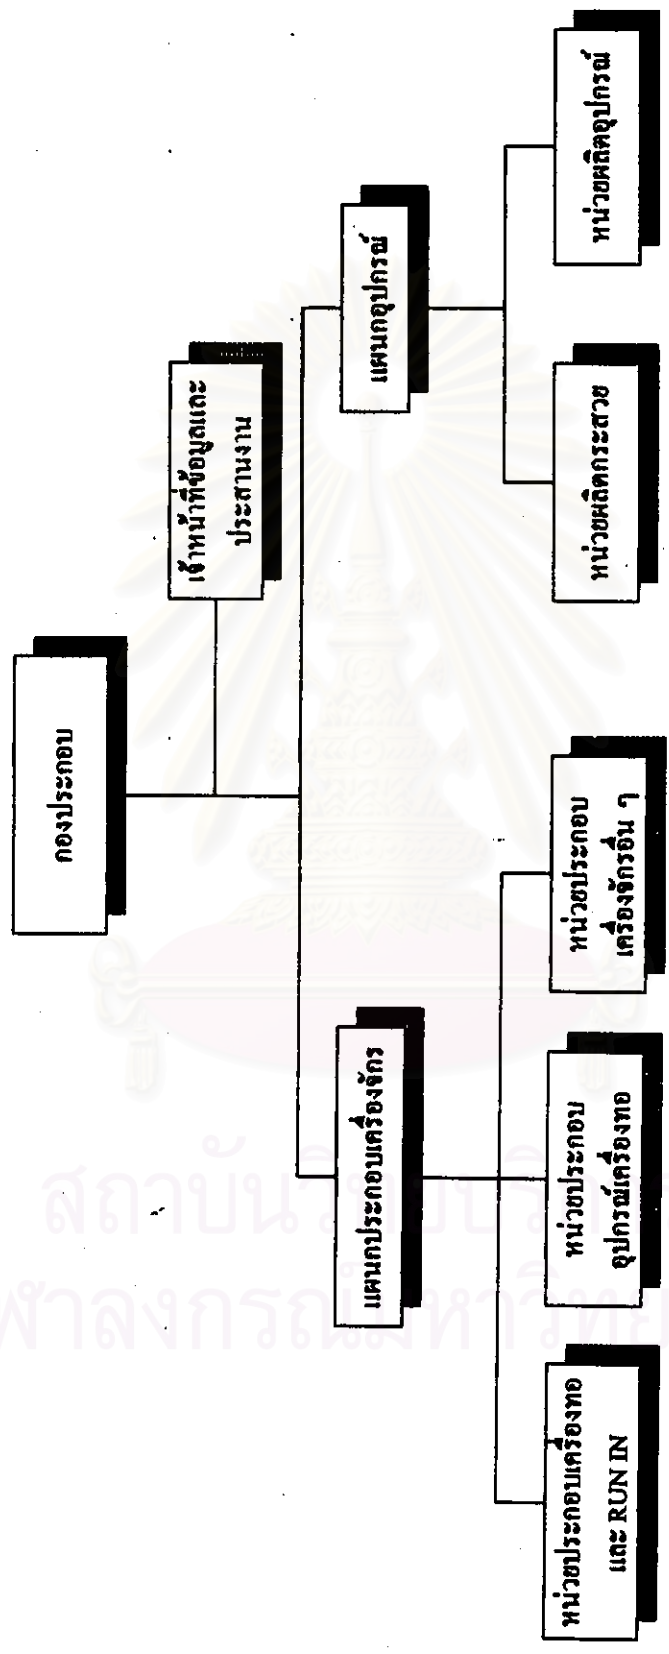 กองประกอบ
เจ้าหน้าที่ข้อมูลและ
ประสานงาน
แผนกประกอบเครื่องจักร
แผนกอุปกรณ์
หน่วยประกอบเครื่องทอ
และ RUN IN
หน่วยประกอบ
อุปกรณ์เครื่องทอ
หน่วยประกอบ
เครื่องจักรอื่น ๆ
หน่วยผลิตกระสวย
หน่วยผลิตอุปกรณ์